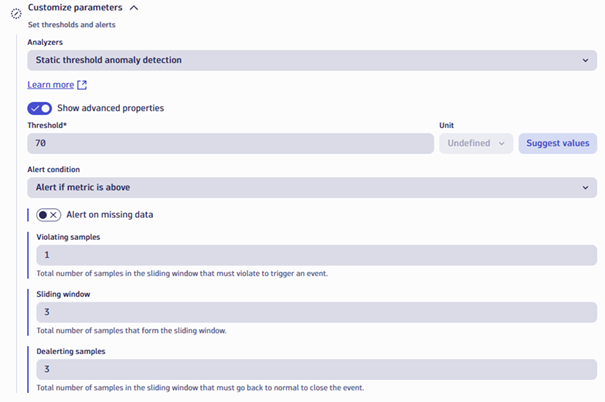 Customize parameters
Set thresholds and alerts
Analyzers
Static threshold anomaly detection
Learn more
Show advanced properties
Threshold* Unit
70 Undefined Suggest values
Alert condition
Alert if metric is above
Alert on missing data
Violating samples
1
Total number of samples in the sliding window that must violate to trigger an event.
Sliding window
3
Total number of samples that form the sliding window.
Dealerting samples
3
Total number of samples in the sliding window that must go back to normal to close the event.